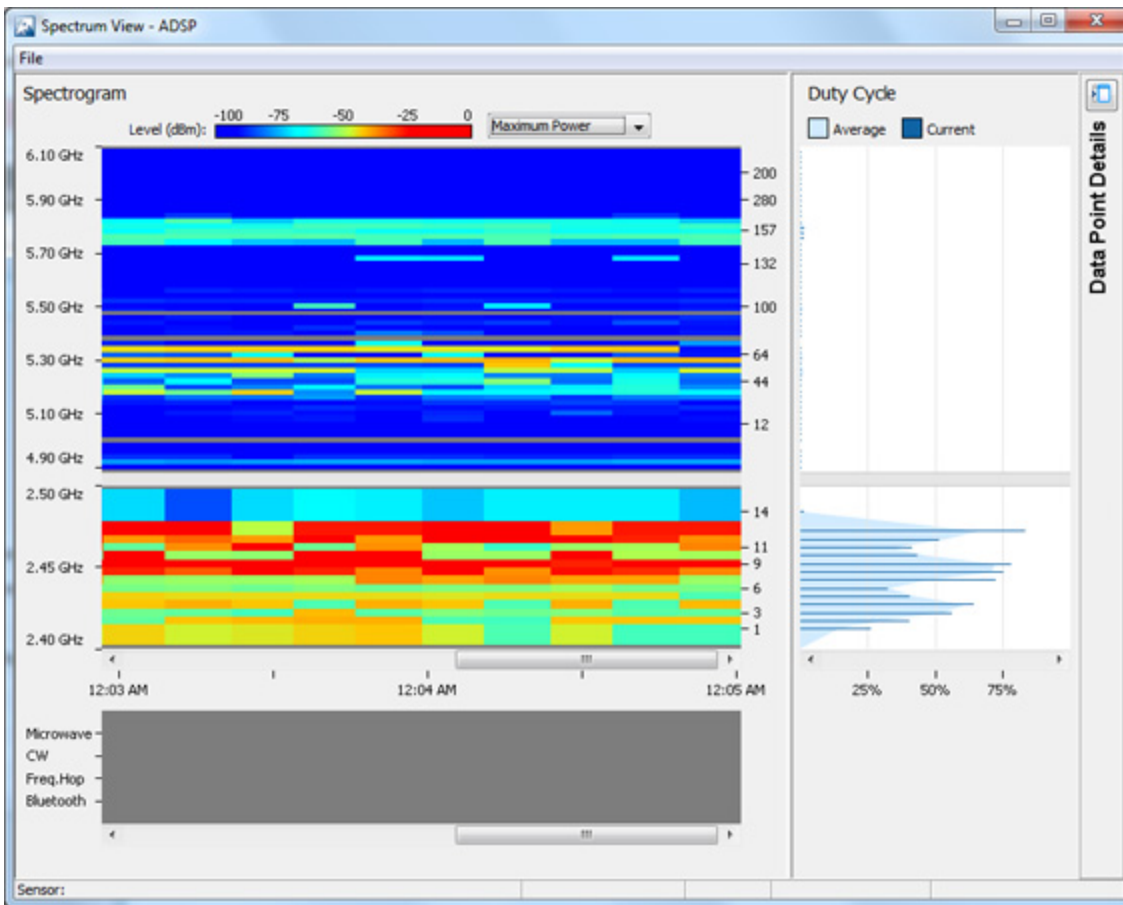 Spectrum View - ADSP
File
Spectrogram
Level (dBm):
-100 -75 -50 -25 0
Maximum Power
6.10 GHz
5.90 GHz
5.70 GHz
5.50 GHz
5.30 GHz
5.10 GHz
4.90 GHz
200
280
157
132
100
64
44
12
2.50 GHz
2.45 GHz
2.40 GHz
14
11
9
6
3
1
12:03 AM 12:04 AM 12:05 AM
Microwave
CW
Freq.Hop
Bluetooth
Duty Cycle
Average Current
25% 50% 75%
Data Point Details
Sensor: